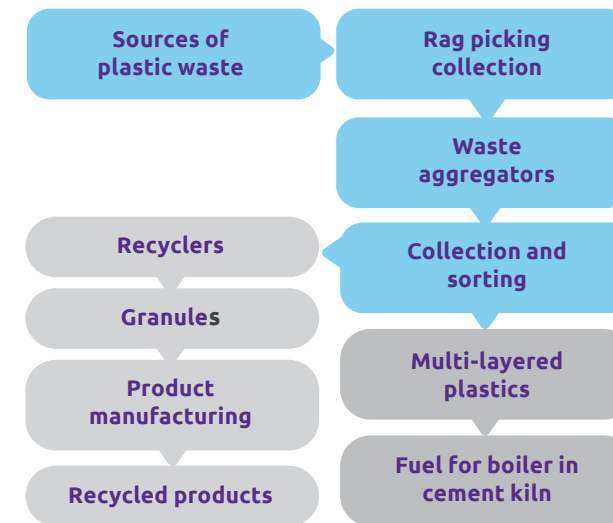 Sources of
plastic waste
Rag picking
collection
Waste
aggregators
Collection and
sorting
Recyclers
Granules
Product
manufacturing
Recycled products
Multi-layered
plastics
Fuel for boiler in
cement kiln